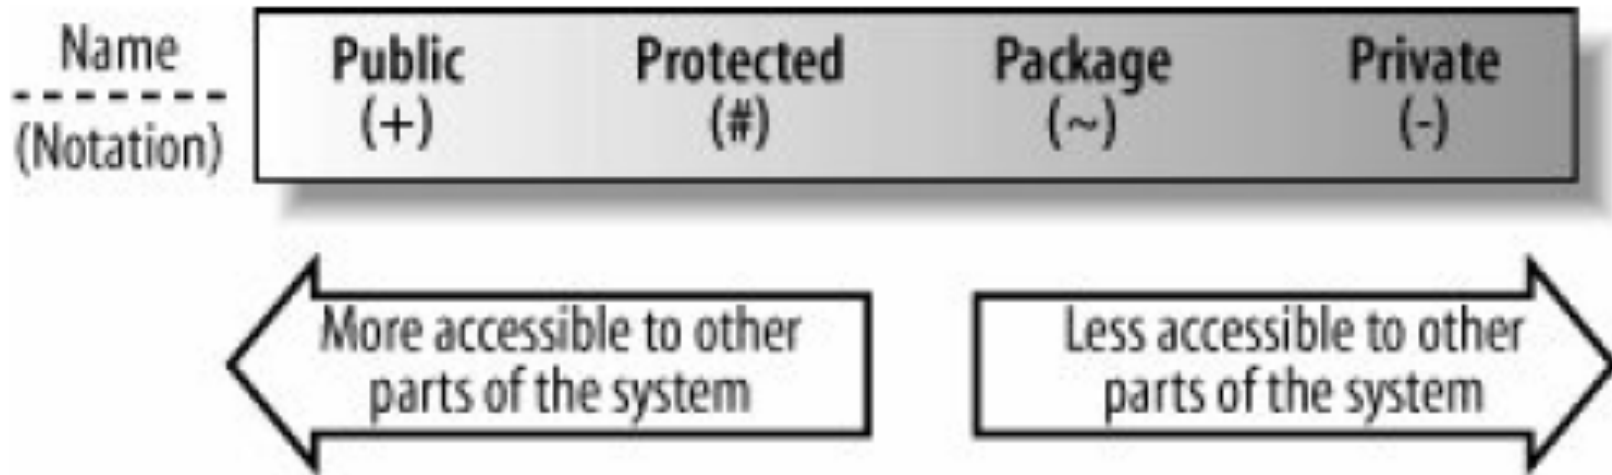 Name
(Notation)
Public
(+)
Protected
(#)
Package
(~)
Private
(-)
More accessible to other
parts of the system
Less accessible to other
parts of the system